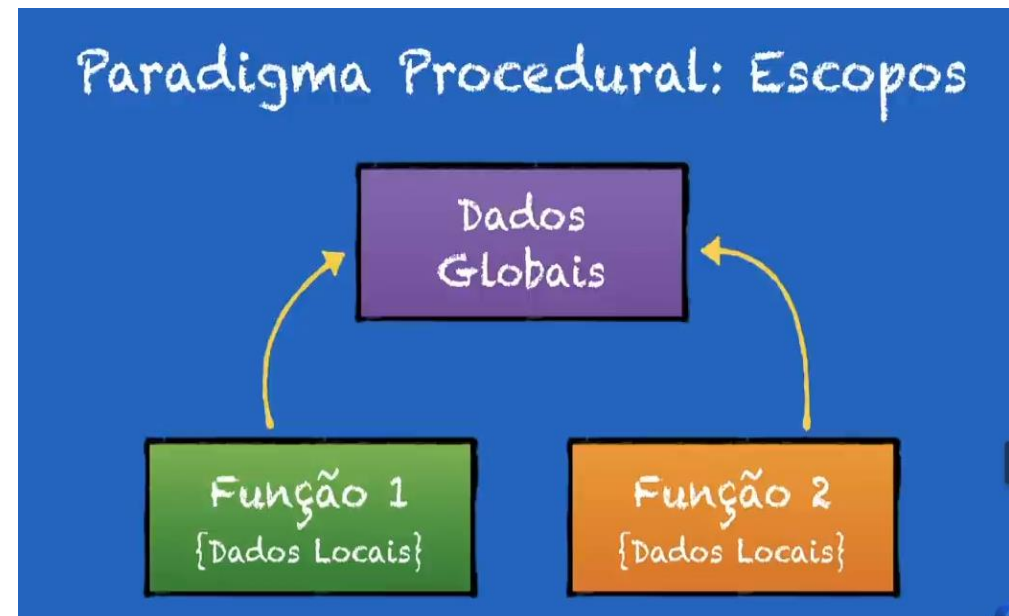 Paradigma Procedural: Escopos
Dados
Globais
Função 1
{Dados Locais}
Função 2
{Dados Locais}